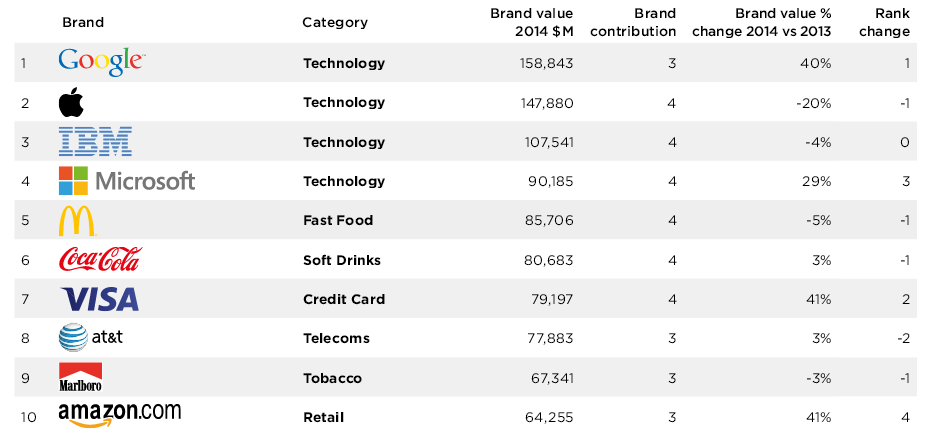 Brand Category Brand value 2014 $M Brand contribution Brand value % change 2014 vs 2013 Rank change
1 Google™ Technology 158,843 3 40% 1
2 Technology 147,880 4 -20% -1
3 IBM Technology 107,541 4 -4% 0
4 Microsoft Technology 90,185 4 29% 3
5 Fast Food 85,706 4 -5% -1
6 Coca-Cola Soft Drinks 80,683 4 3% -1
7 VISA Credit Card 79,197 4 41% 2
8 at&t Telecoms 77,883 3 3% -2
9 Marlboro Tobacco 67,341 3 -3% -1
10 amazon.com Retail 64,255 3 41% 4